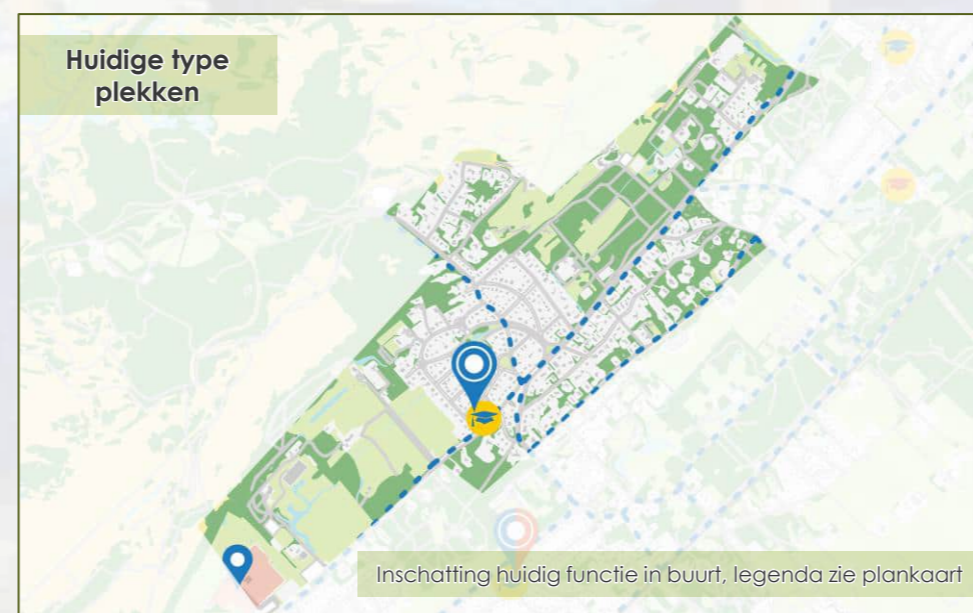 Huidige type
plekken
Inschatting huidig functie in buurt, legenda zie plankaart